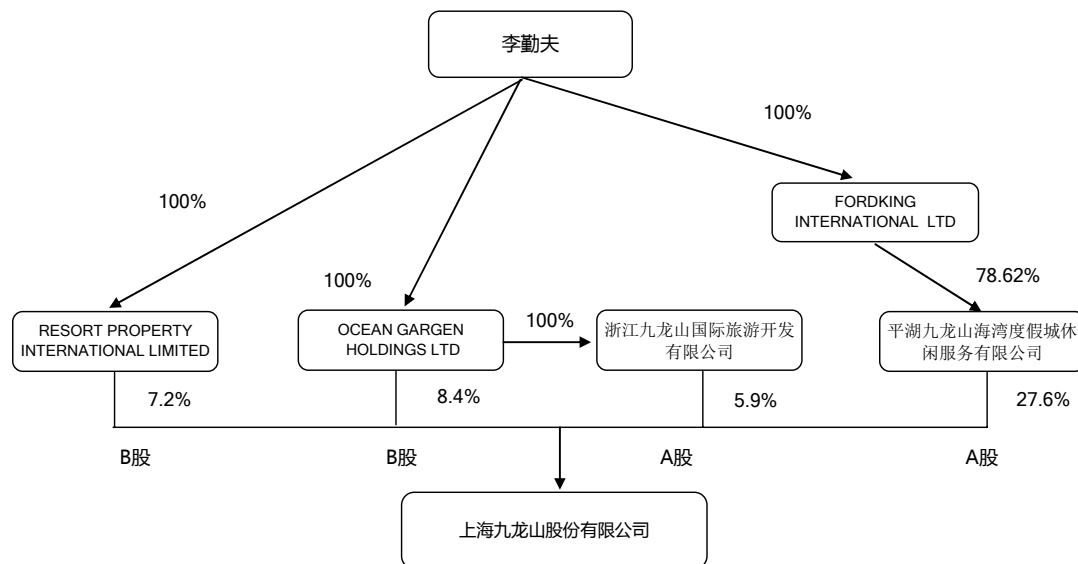 李勤夫
100%
100%
100%
100%
FORDKING
INTERNATIONAL LTD
78.62%
RESORT PROPERTY
INTERNATIONAL LIMITED
OCEAN GARGEN
HOLDINGS LTD
浙江九龙山国际旅游开发
有限公司
平湖九龙山海湾度假城休
闲服务有限公司
7.2%
8.4%
5.9%
27.6%
B股
B股
A股
A股
上海九龙山股份有限公司